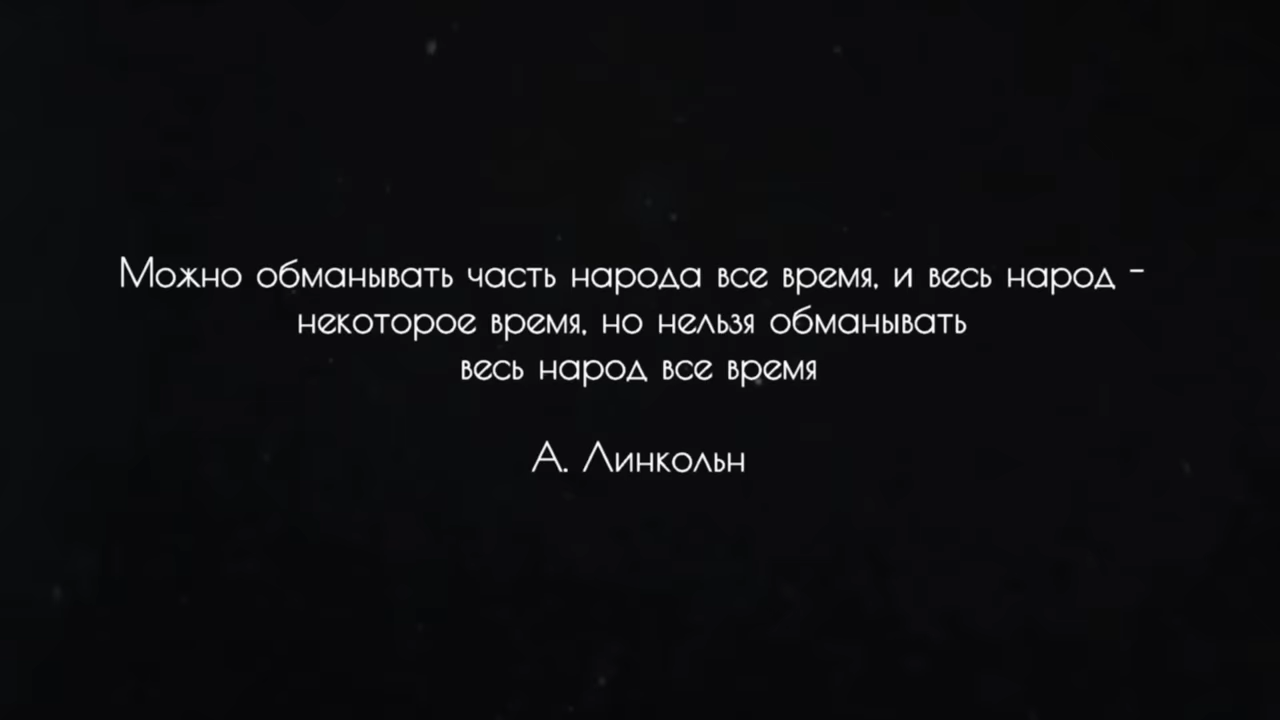 Можно обманывать часть народа все время, и весь народ –
некоторое время, но нельзя обманывать
весь народ все время
А. Линкольн